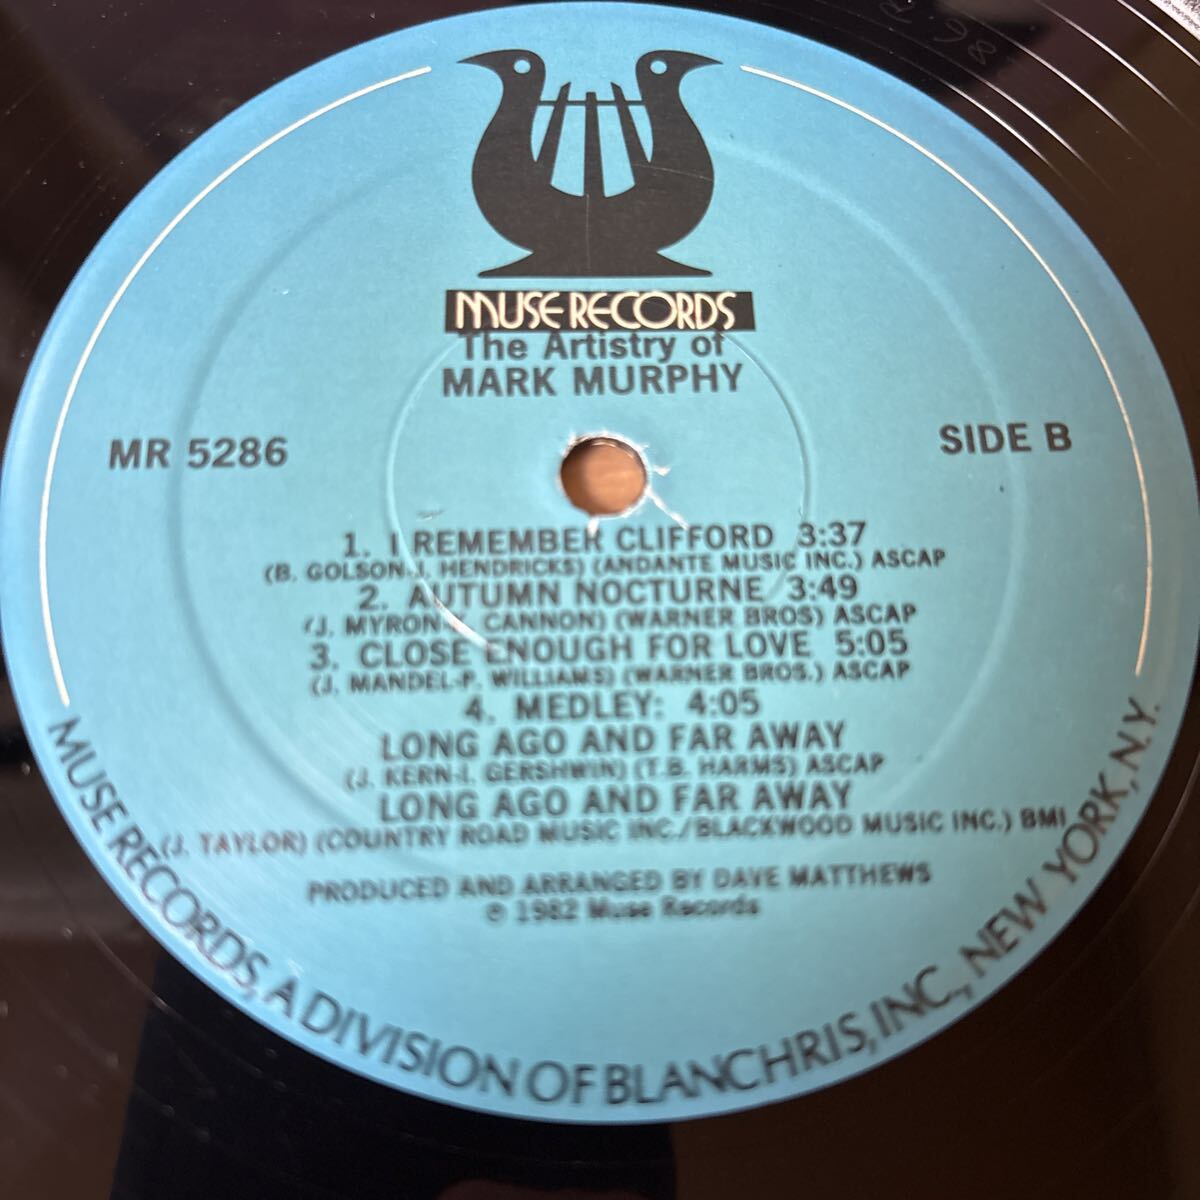 MUSE RECORDS
The Artistry of
MARK MURPHY
MR 5286
SIDE B
1. I REMEMBER CLIFFORD 3:37
(B. GOLSON-J. HENDRICKS) (ANDANTE MUSIC INC.) ASCAP
2. AUTUMN NOCTURNE 3:49
(J. MYRON- CANNON) (WARNER BROS) ASCAP
3. CLOSE ENOUGH FOR LOVE 5:05
(J. MANDEL-P. WILLIAMS) (WARNER BROS.) ASCAP
4. MEDLEY: 4:05
LONG AGO AND FAR AWAY
(J. KERN-I. GERSHWIN) (T.B. HARMS) ASCAP
LONG AGO AND FAR AWAY
(J. TAYLOR) (COUNTRY ROAD MUSIC INC./BLACKWOOD MUSIC INC.) BMI
PRODUCED AND ARRANGED BY DAVE MATTHEWS
℗ 1982 Muse Records
MUSE RECORDS, A DIVISION OF BLANCHRIS, INC., NEW YORK, N.Y.